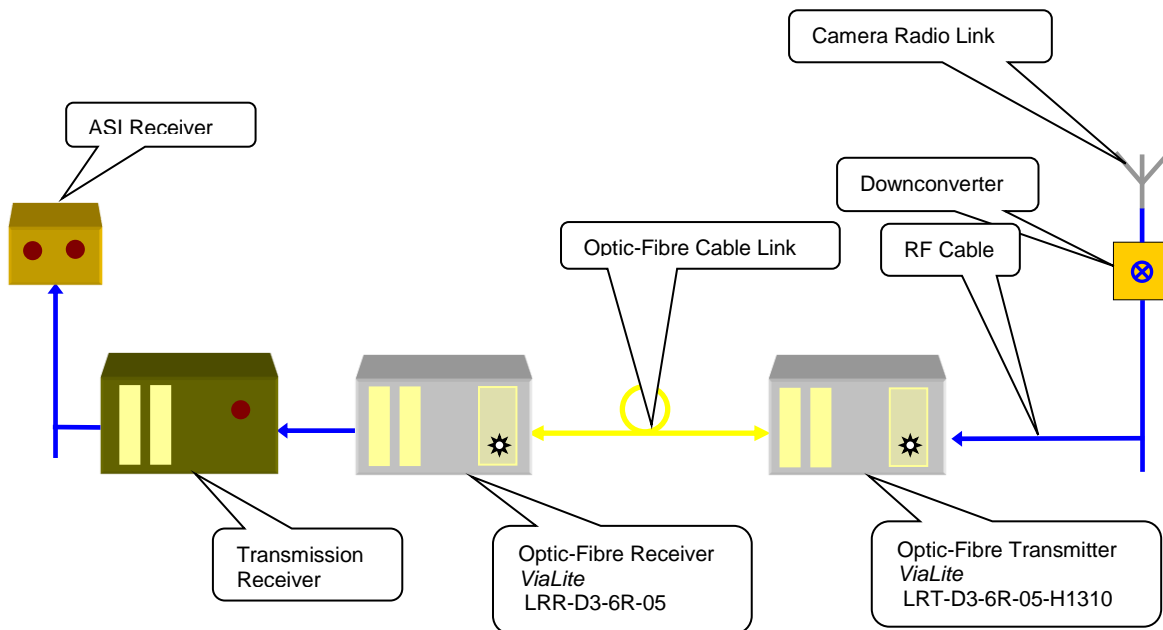 Camera Radio Link
ASI Receiver
Downconverter
Optic-Fibre Cable Link
RF Cable
Transmission
Receiver
Optic-Fibre Receiver
ViaLite
LRR-D3-6R-05
Optic-Fibre Transmitter
ViaLite
LRT-D3-6R-05-H1310